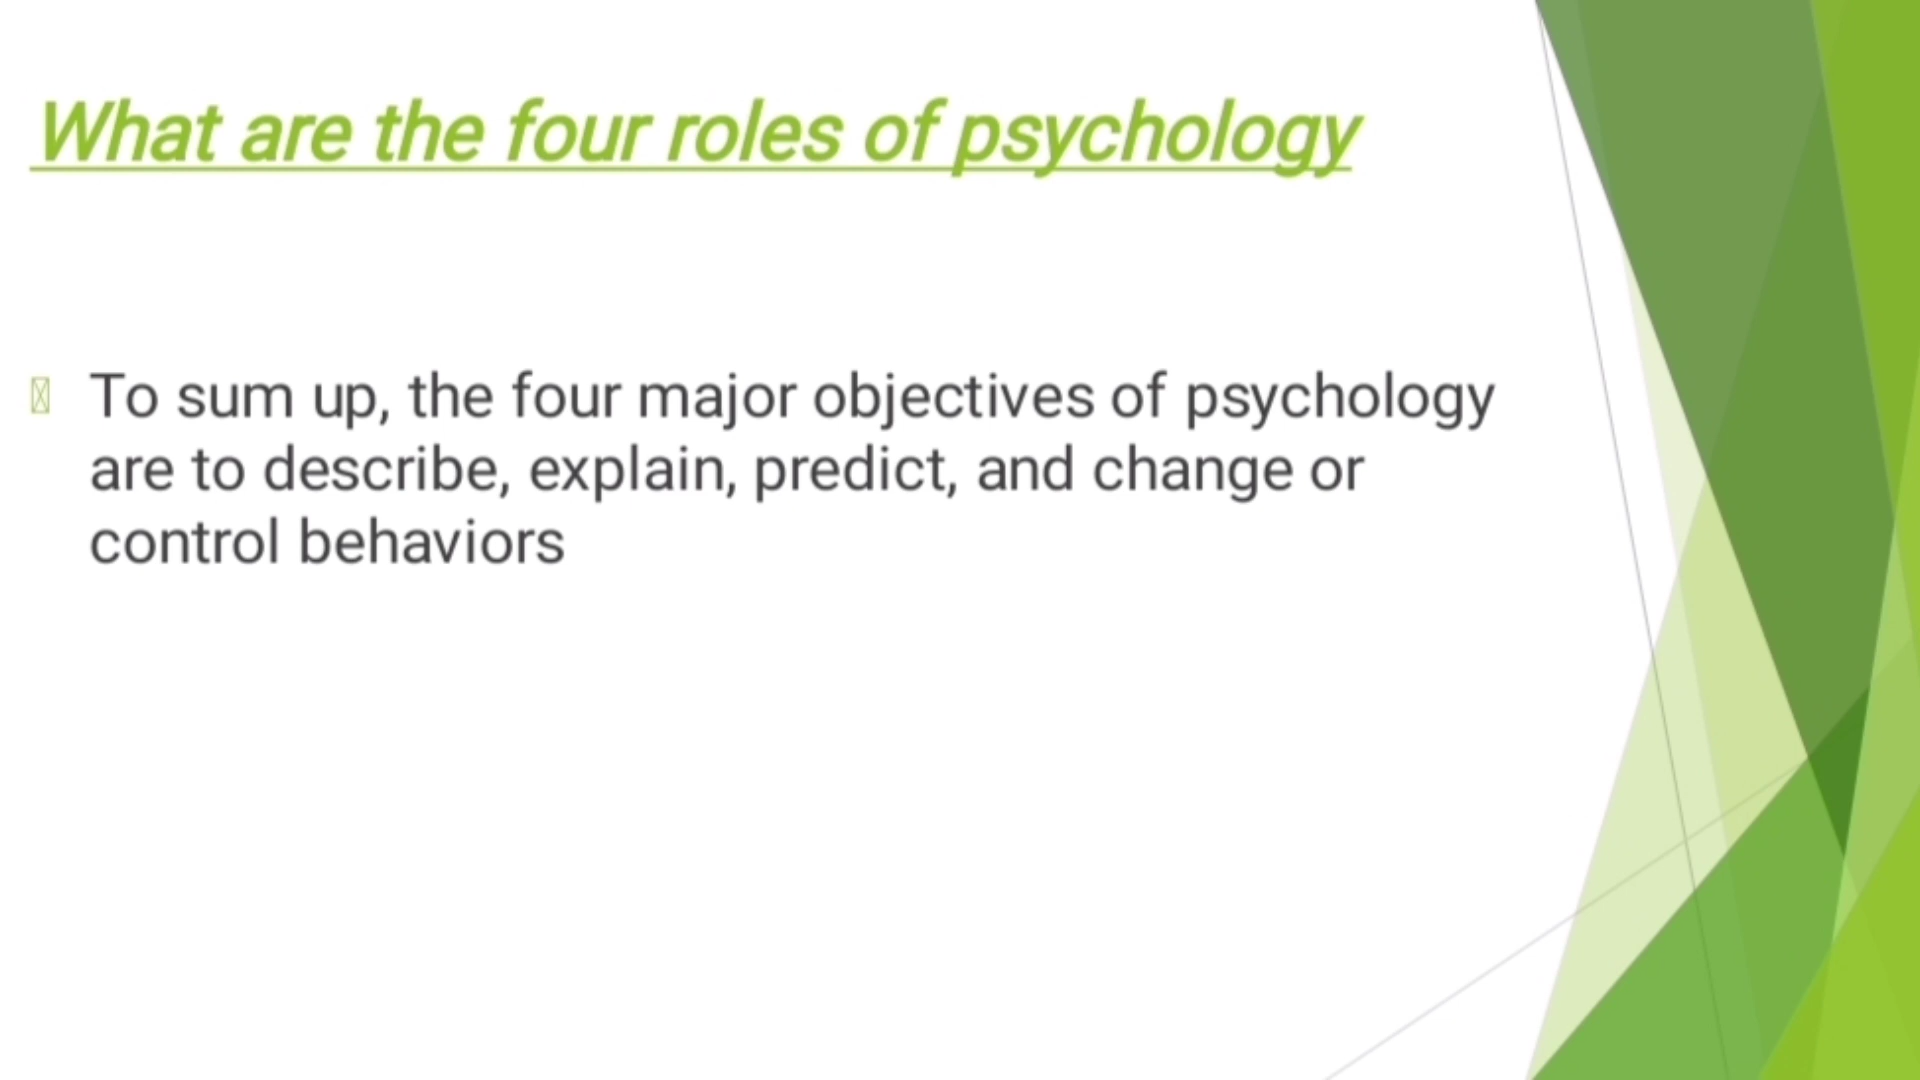 What are the four roles of psychology
To sum up, the four major objectives of psychology
are to describe, explain, predict, and change or
control behaviors